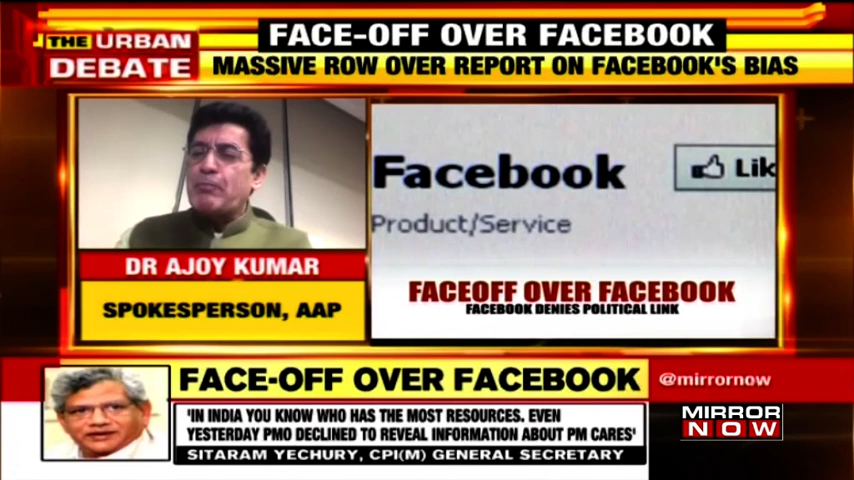 THE URBAN
DEBATE
FACE-OFF OVER FACEBOOK
MASSIVE ROW OVER REPORT ON FACEBOOK'S BIAS
DR AJOY KUMAR
SPOKESPERSON, AAP
Facebook
Lik
Product/Service
FACEOFF OVER FACEBOOK
FACEBOOK DENIES POLITICAL LINK
FACE-OFF OVER FACEBOOK
@mirrornow
'IN INDIA YOU KNOW WHO HAS THE MOST RESOURCES. EVEN
YESTERDAY PMO DECLINED TO REVEAL INFORMATION ABOUT PM CARES'
SITARAM YECHURY, CPI(M) GENERAL SECRETARY
MIRROR
NOW